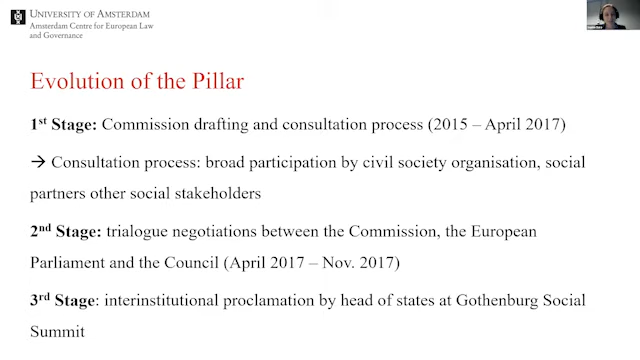 UNIVERSITY OF AMSTERDAM
Amsterdam Centre for European Law
and Governance
Evolution of the Pillar
1st Stage: Commission drafting and consultation process (2015 – April 2017)
→ Consultation process: broad participation by civil society organisation, social
partners other social stakeholders
2nd Stage: trialogue negotiations between the Commission, the European
Parliament and the Council (April 2017 – Nov. 2017)
3rd Stage: interinstitutional proclamation by head of states at Gothenburg Social
Summit